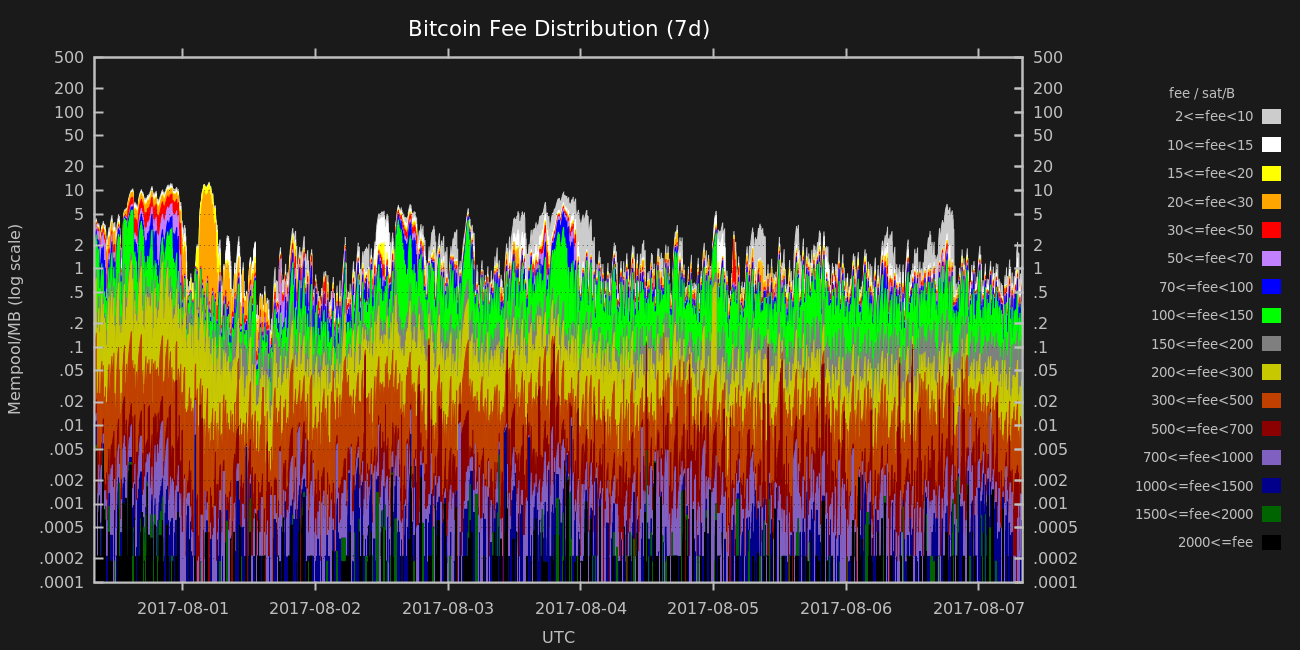 Bitcoin Fee Distribution (7d)
Mempool/MB (log scale)
500
200
100
50
20
10
5
2
1
.5
.2
.1
.05
.02
.01
.005
.002
.001
.0005
.0002
.0001
500
200
100
50
20
10
5
2
1
.5
.2
.1
.05
.02
.01
.005
.002
.001
.0005
.0002
.0001
2017-08-01 2017-08-02 2017-08-03 2017-08-04 2017-08-05 2017-08-06 2017-08-07
UTC
fee / sat/B
2<=fee<10
10<=fee<15
15<=fee<20
20<=fee<30
30<=fee<50
50<=fee<70
70<=fee<100
100<=fee<150
150<=fee<200
200<=fee<300
300<=fee<500
500<=fee<700
700<=fee<1000
1000<=fee<1500
1500<=fee<2000
2000<=fee